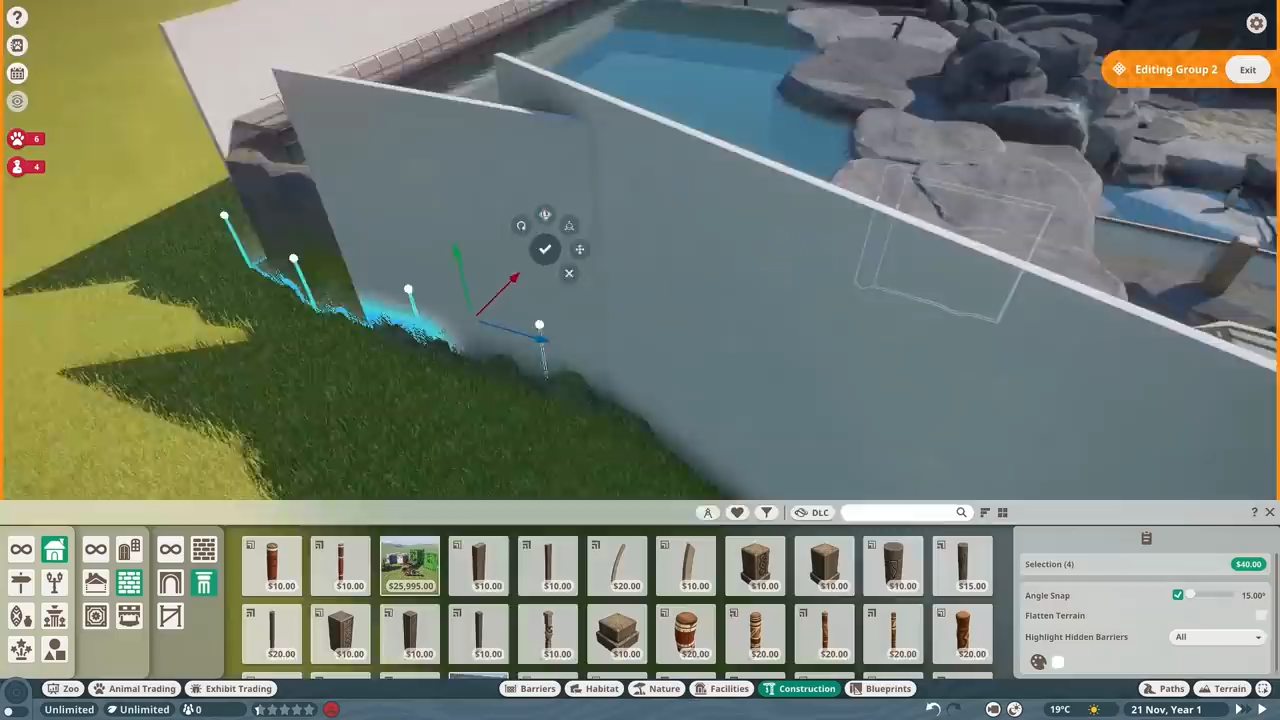 ?
Editing Group 2 Exit
6
4
DLC
? ✕
$10.00 $10.00 $25,995.00 $10.00 $10.00 $20.00 $10.00 $10.00 $10.00 $10.00 $15.00
$20.00 $10.00 $10.00 $10.00 $10.00 $10.00 $20.00 $20.00 $20.00 $20.00 $20.00
Selection (4) $40.00
Angle Snap 15.00°
Flatten Terrain
Highlight Hidden Barriers All
Zoo Animal Trading Exhibit Trading Barriers Habitat Nature Facilities Construction Blueprints Paths Terrain
Unlimited Unlimited 0 19°C 21 Nov, Year 1